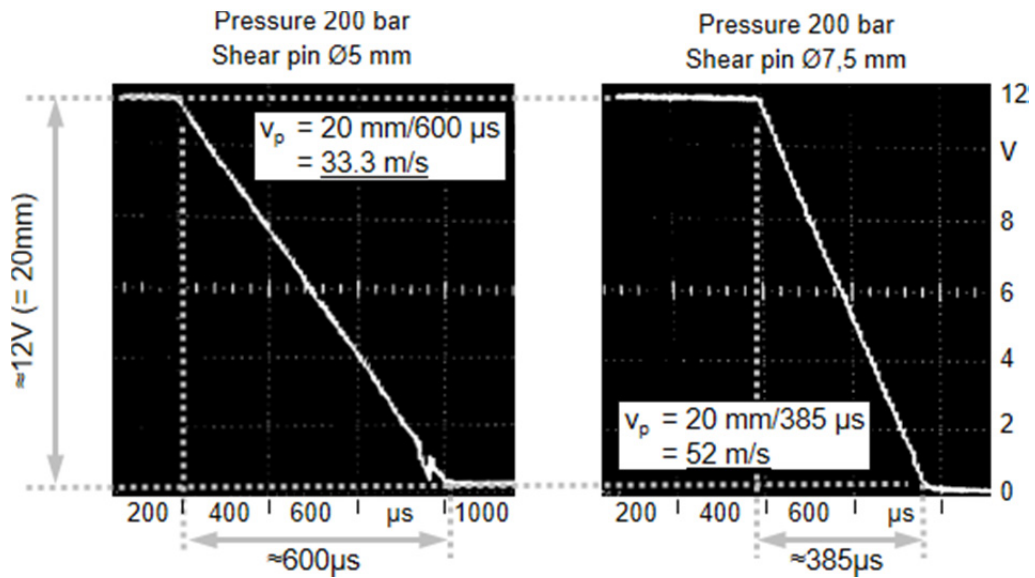 Pressure 200 bar
Shear pin Ø5 mm
Pressure 200 bar
Shear pin Ø7,5 mm
≈12V (= 20mm)
vp = 20 mm/600 µs
= 33.3 m/s
vp = 20 mm/385 µs
= 52 m/s
12
V
8
6
4
2
0
200 400 600 µs 1000
200 400 600 µs
≈600µs
≈385µs